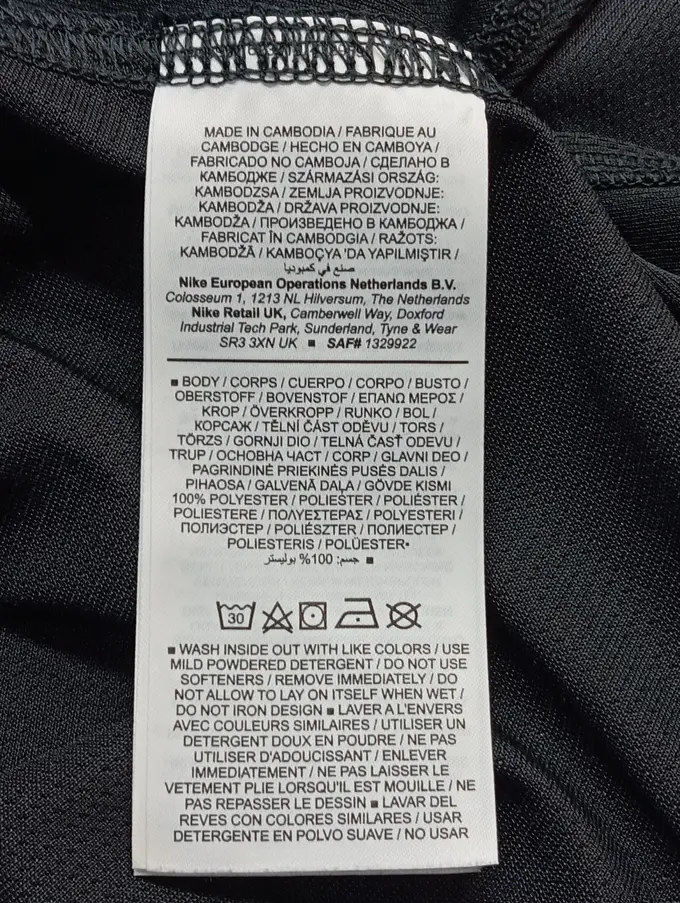 MADE IN CAMBODIA / FABRIQUE AU
CAMBODGE / HECHO EN CAMBOYA /
FABRICADO NO CAMBOJA / СДЕЛАНО В
КАМБОДЖЕ / SZÁRMAZÁSI ORSZÁG:
KAMBODZSA / ZEMLJA PROIZVODNJE:
KAMBODŽA / DRŽAVA PROIZVODNJE:
KAMBODŽA / ПРОИЗВЕДЕНО В КАМБОДЖА /
FABRICAT ÎN CAMBODGIA / RAŽOTS:
KAMBODŽĀ / KAMBOÇYA 'DA YAPILMIŞTIR /
صنع في كمبوديا
Nike European Operations Netherlands B.V.
Colosseum 1, 1213 NL Hilversum, The Netherlands
Nike Retail UK, Camberwell Way, Doxford
Industrial Tech Park, Sunderland, Tyne & Wear
SR3 3XN UK ■ SAF# 1329922
■ BODY / CORPS / CUERPO / CORPO / BUSTO /
OBERSTOFF / BOVENSTOF / ΕΠΑΝΩ ΜΕΡΟΣ /
KROP / ÖVERKROPP / RUNKO / BOL /
КОРСАЖ / TĚLNÍ ČÁST ODĚVU / TORS /
TÖRZS / GORNJI DIO / TELNÁ ČASŤ ODEVU /
TRUP / ОСНОВНА ЧАСТ / CORP / GLAVNI DEO /
PAGRINDINĖ PRIEKINĖS PUSĖS DALIS /
PIHAOSA / GALVENĀ DAĻA / GÖVDE KISMI
100% POLYESTER / POLIESTER / POLIÉSTER /
POLIESTERE / ΠΟΛΥΕΣΤΕΡΑΣ / POLYESTERI /
ПОЛИЭСТЕР / POLIÉSZTER / ПОЛИЕСТЕР /
POLIESTERIS / POLÜESTER•
■ جسم: 100% بوليستر
30
■ WASH INSIDE OUT WITH LIKE COLORS / USE
MILD POWDERED DETERGENT / DO NOT USE
SOFTENERS / REMOVE IMMEDIATELY / DO
NOT ALLOW TO LAY ON ITSELF WHEN WET /
DO NOT IRON DESIGN ■ LAVER A L'ENVERS
AVEC COULEURS SIMILAIRES / UTILISER UN
DETERGENT DOUX EN POUDRE / NE PAS
UTILISER D'ADOUCISSANT / ENLEVER
IMMEDIATEMENT / NE PAS LAISSER LE
VETEMENT PLIE LORSQU'IL EST MOUILLE / NE
PAS REPASSER LE DESSIN ■ LAVAR DEL
REVES CON COLORES SIMILARES / USAR
DETERGENTE EN POLVO SUAVE / NO USAR